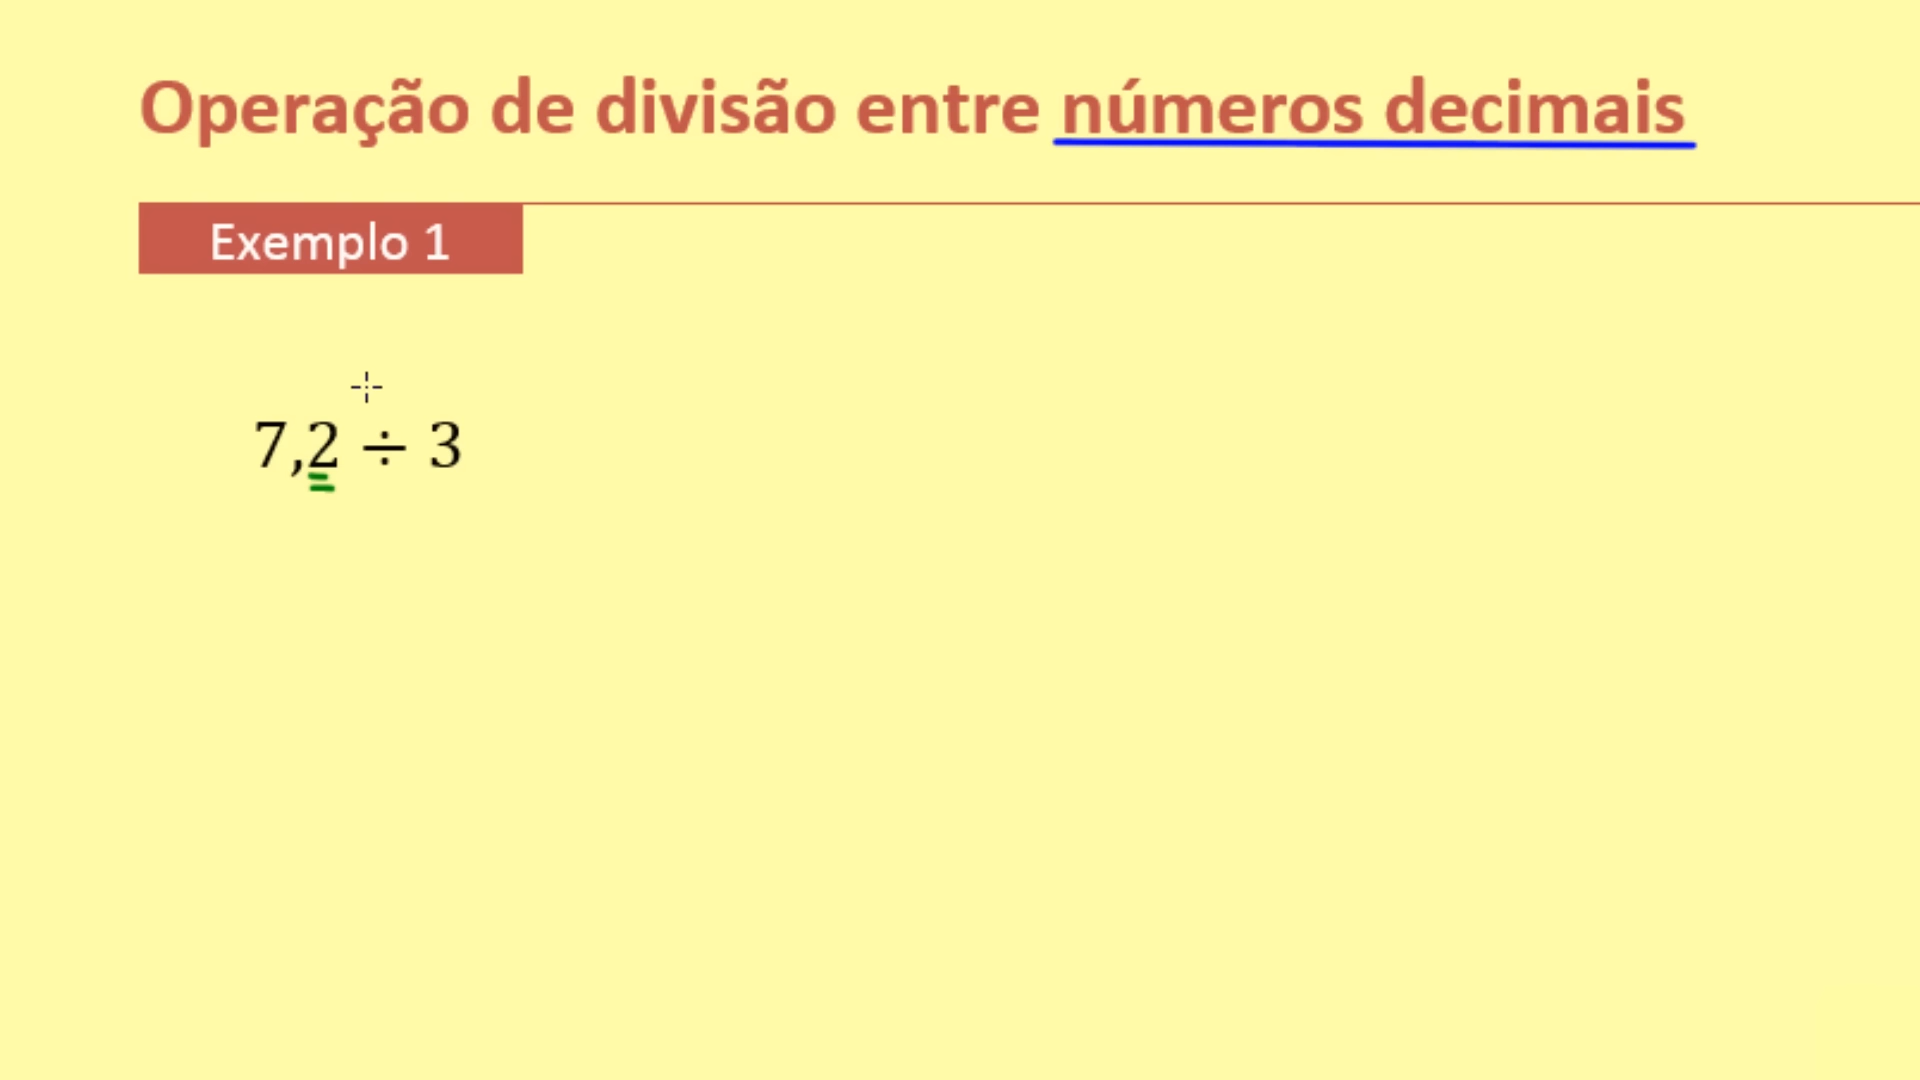 Operação de divisão entre números decimais
Exemplo 1
7,2 ÷ 3